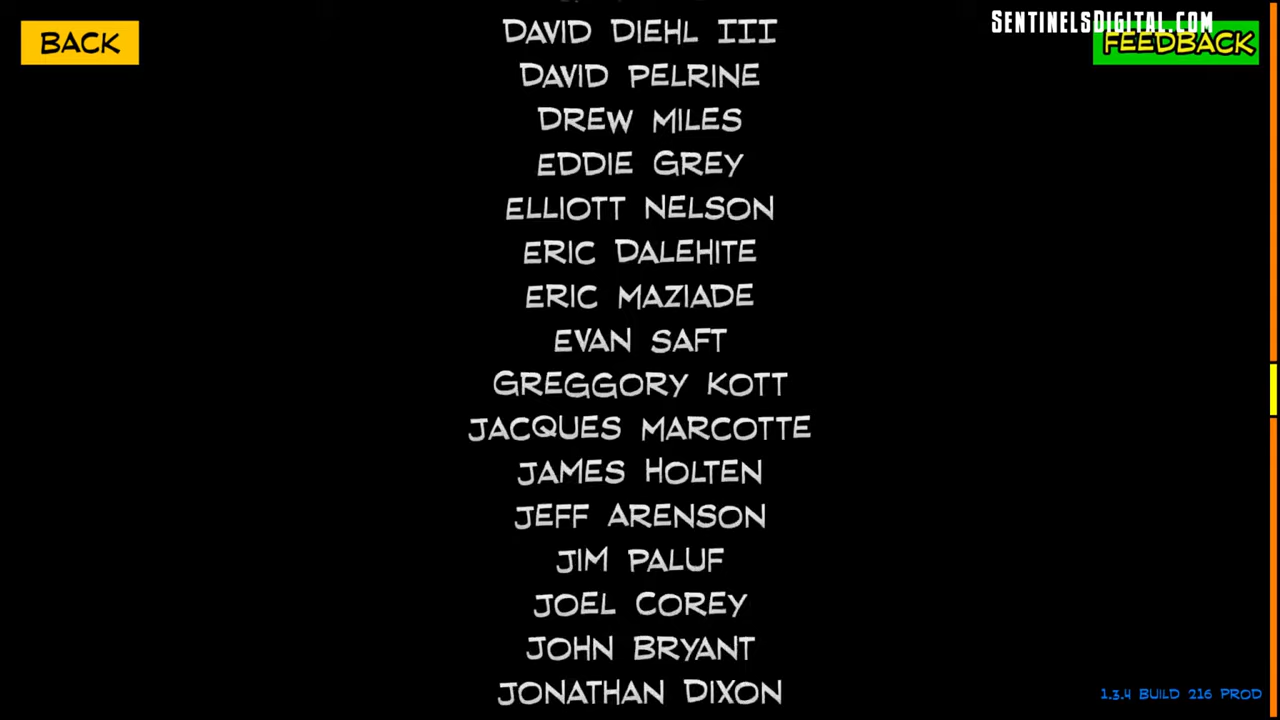 SENTINELSDIGITAL.COM
BACK
FEEDBACK
DAVID DIEHL III
DAVID PELRINE
DREW MILES
EDDIE GREY
ELLIOTT NELSON
ERIC DALEHITE
ERIC MAZIADE
EVAN SAFT
GREGGORY KOTT
JACQUES MARCOTTE
JAMES HOLTEN
JEFF ARENSON
JIM PALUF
JOEL COREY
JOHN BRYANT
JONATHAN DIXON
1.3.4 BUILD 216 PROD